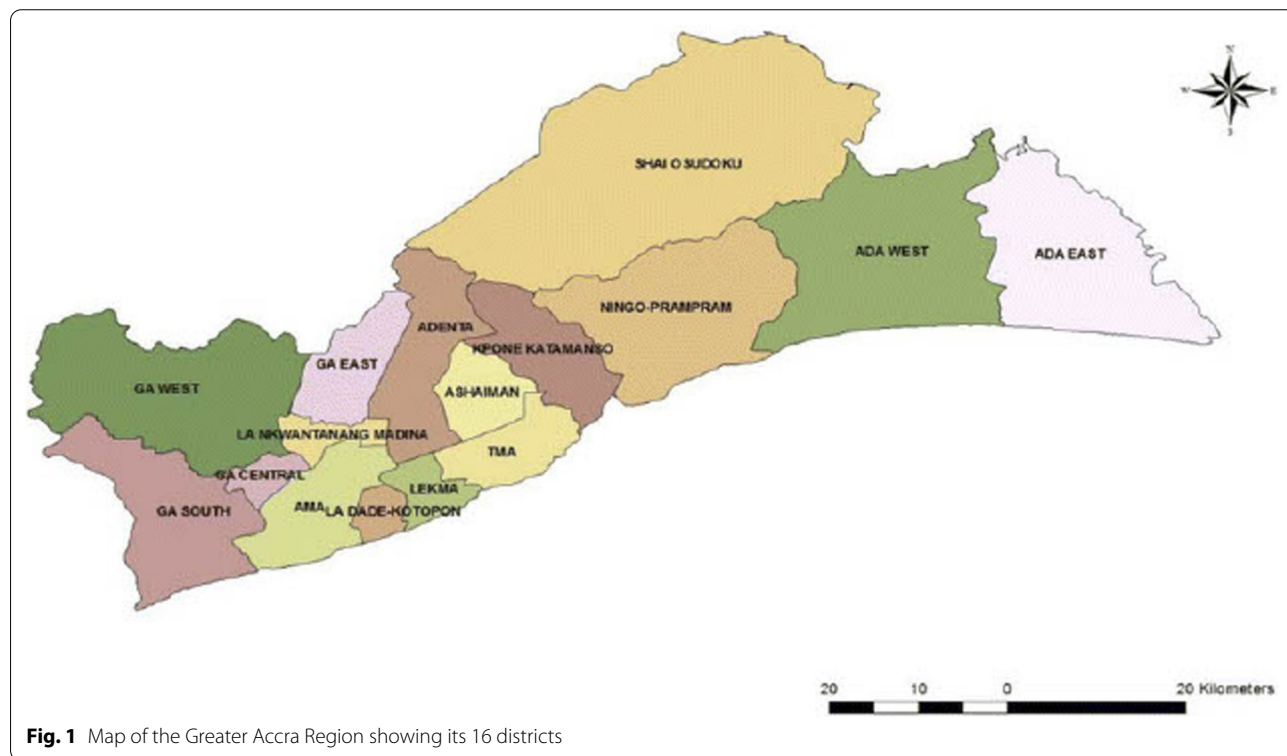 N
W E
S
SHAI O SUDOKU
ADA WEST
ADA EAST
NINGO-PRAMPRAM
ADENTA
KPONE KATAMANSO
GA EAST
GA WEST
ASHAIMAN
LA NKWANTANANG MADINA
TMA
GA CENTRAL
LEKMA
GA SOUTH
AMA
LA DADE-KOTOPON
20 10 0 20 Kilometers
Fig. 1 Map of the Greater Accra Region showing its 16 districts